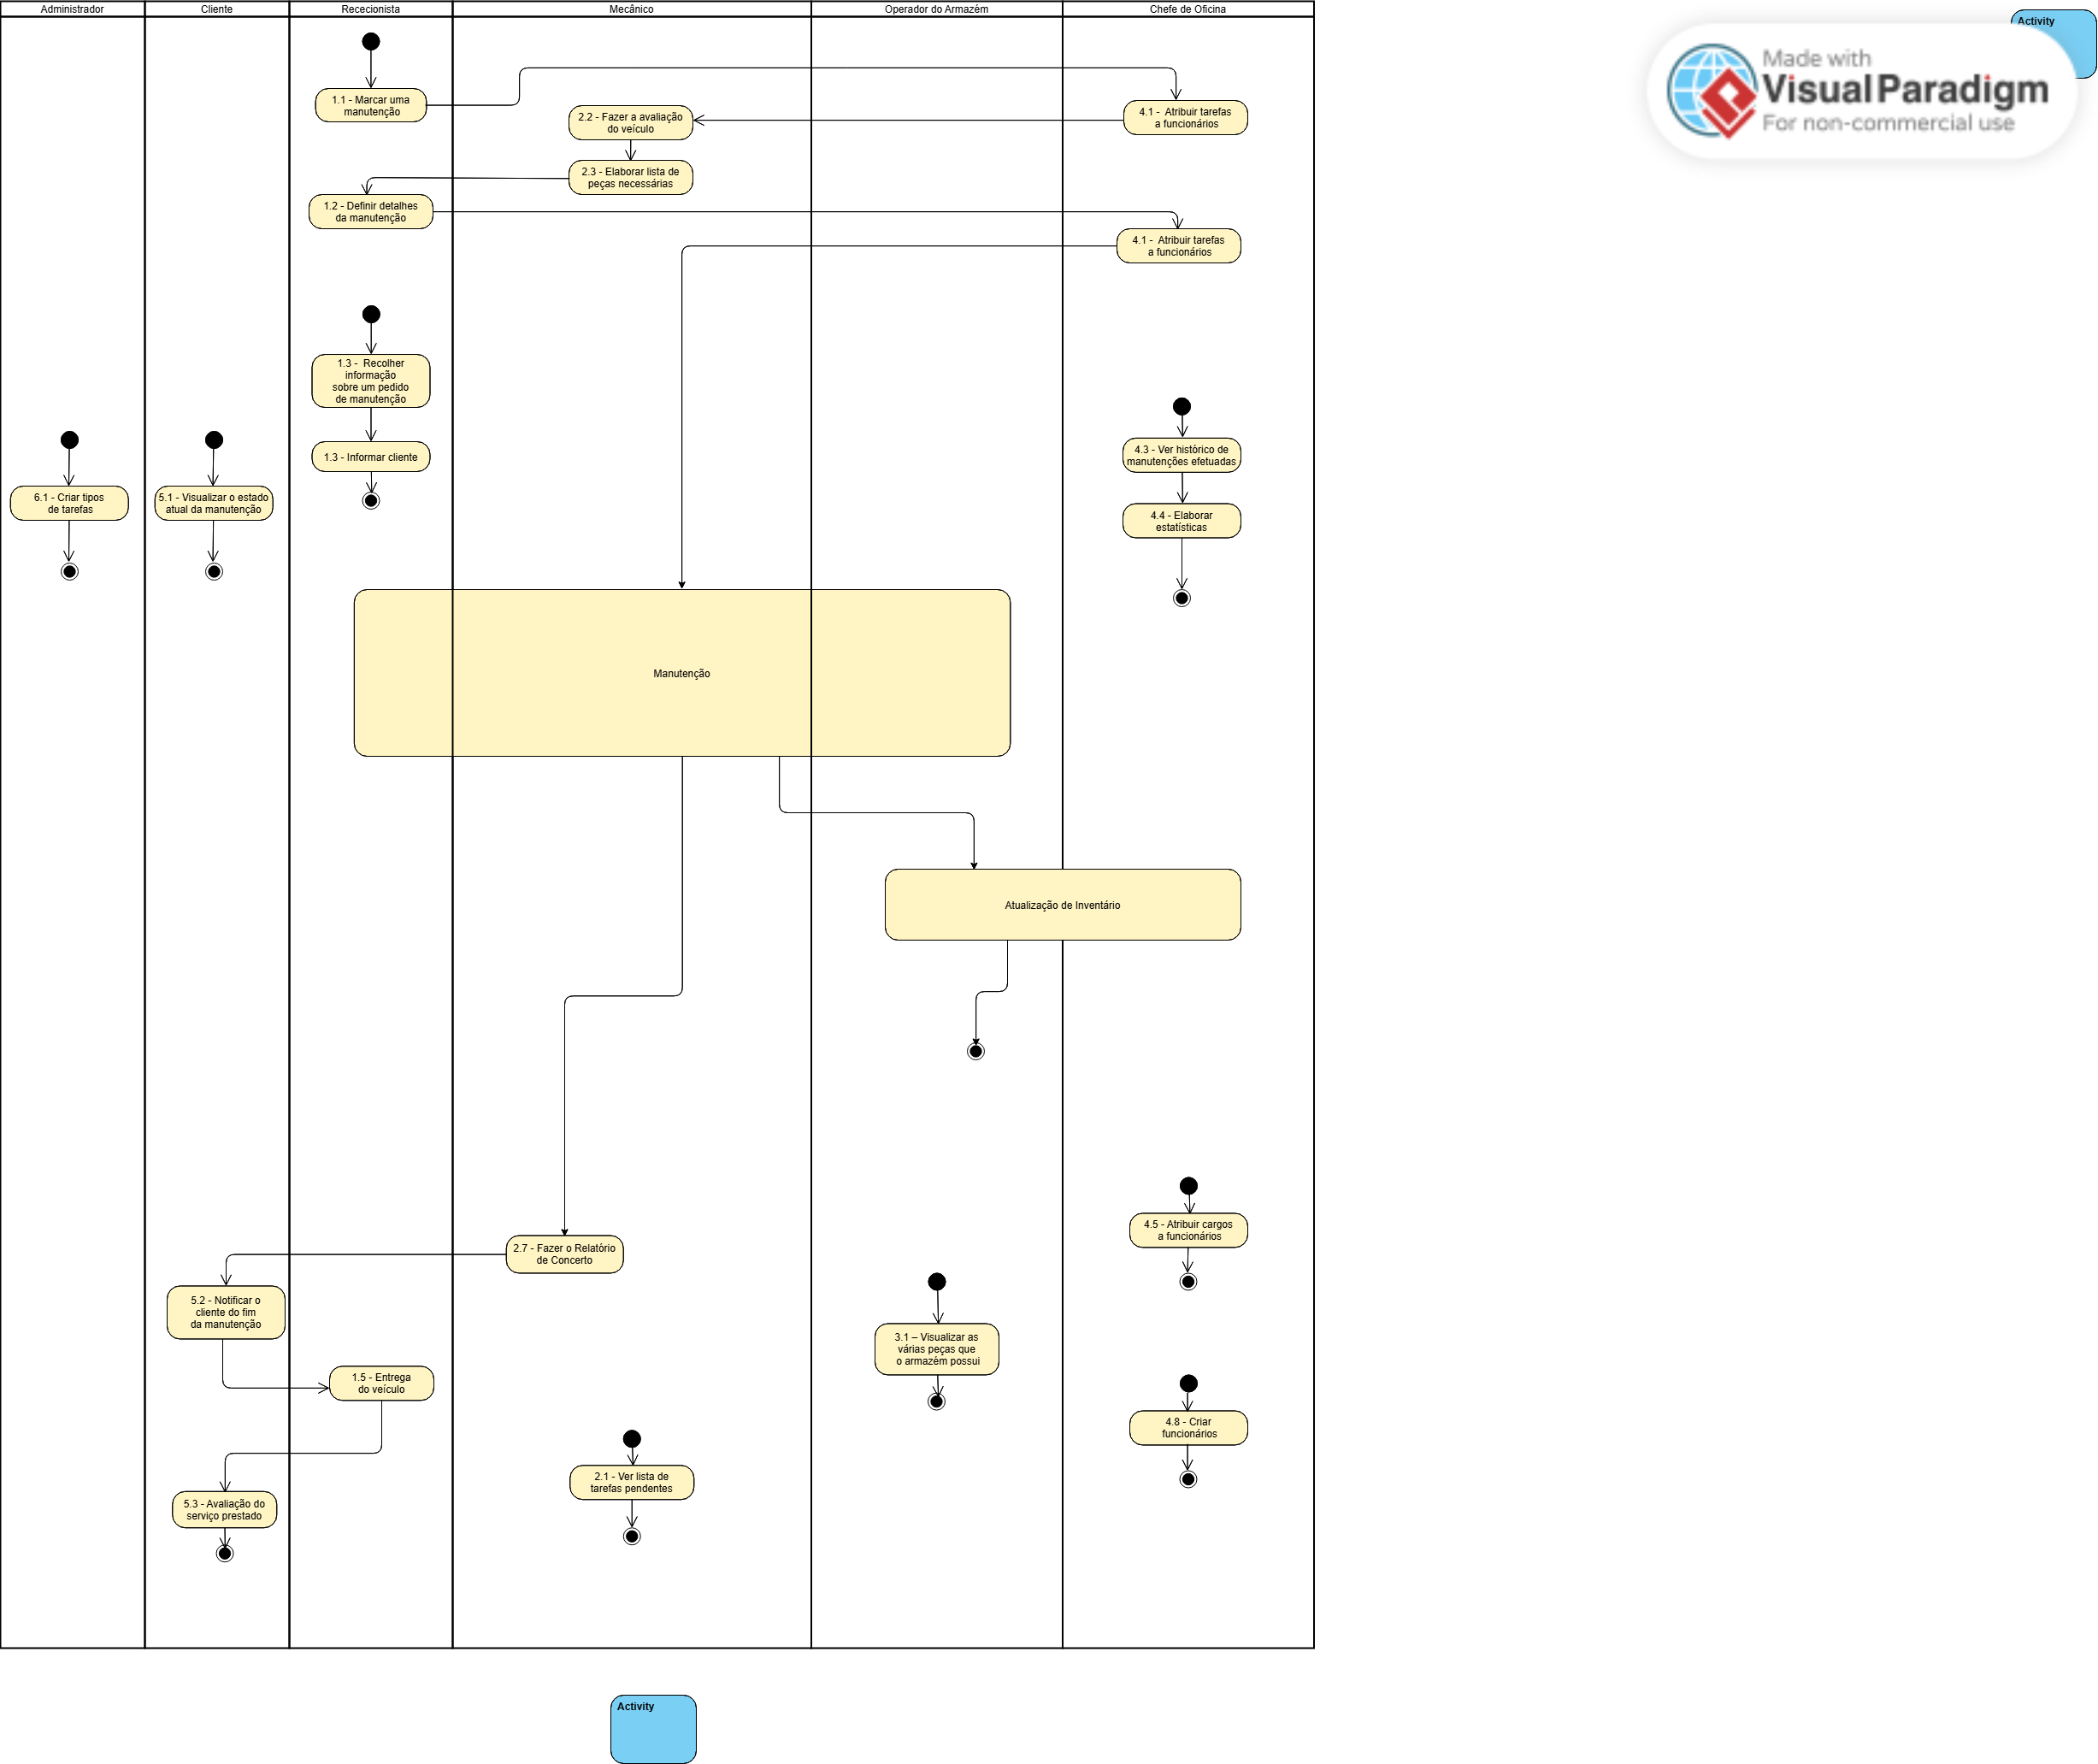 Administrador
Cliente
Rececionista
Mecânico
Operador do Armazém
Chefe de Oficina
Activity
Made with
Visual Paradigm
For non-commercial use
1.1 - Marcar uma
manutenção
2.2 - Fazer a avaliação
do veículo
4.1 - Atribuir tarefas
a funcionários
2.3 - Elaborar lista de
peças necessárias
1.2 - Definir detalhes
da manutenção
4.1 - Atribuir tarefas
a funcionários
1.3 - Recolher
informação
sobre um pedido
de manutenção
1.3 - Informar cliente
4.3 - Ver histórico de
manutenções efetuadas
6.1 - Criar tipos
de tarefas
5.1 - Visualizar o estado
atual da manutenção
4.4 - Elaborar
estatísticas
Manutenção
Atualização de Inventário
4.5 - Atribuir cargos
a funcionários
2.7 - Fazer o Relatório
de Concerto
5.2 - Notificar o
cliente do fim
da manutenção
3.1 – Visualizar as
várias peças que
o armazém possui
1.5 - Entrega
do veículo
4.8 - Criar
funcionários
2.1 - Ver lista de
tarefas pendentes
5.3 - Avaliação do
serviço prestado
Activity